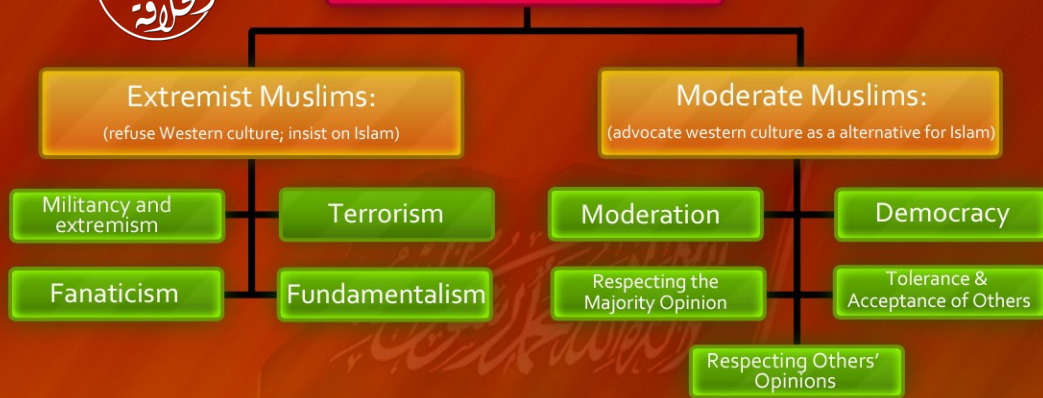 الخلافة
Extremist Muslims:
(refuse Western culture; insist on Islam)
Moderate Muslims:
(advocate western culture as a alternative for Islam)
Militancy and
extremism
Terrorism
Moderation
Democracy
Fanaticism
Fundamentalism
Respecting the
Majority Opinion
Tolerance &
Acceptance of Others
Respecting Others'
Opinions